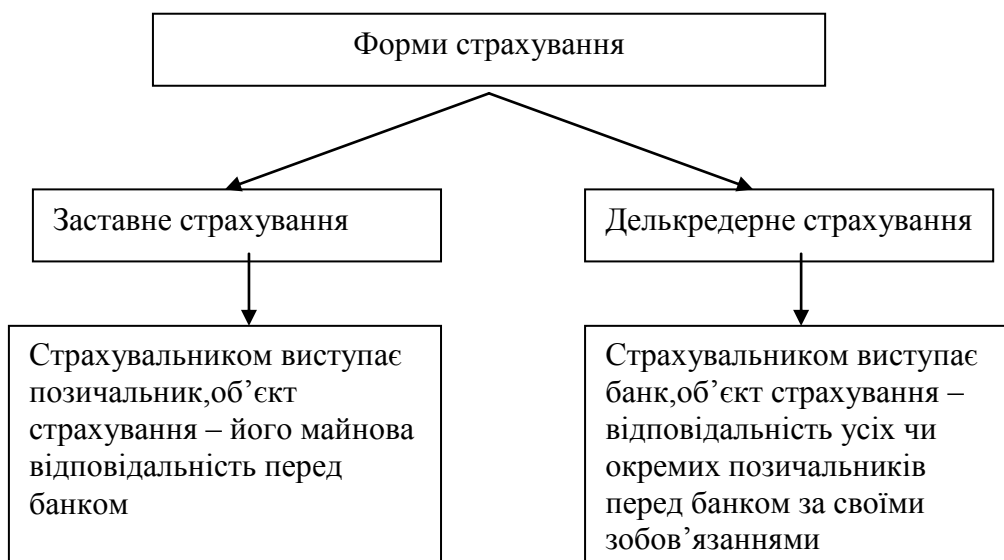 Форми страхування
Заставне страхування
Делькредерне страхування
Страхувальником виступає
позичальник,об’єкт
страхування – його майнова
відповідальність перед
банком
Страхувальником виступає
банк,об’єкт страхування –
відповідальність усіх чи
окремих позичальників
перед банком за своїми
зобов’язаннями